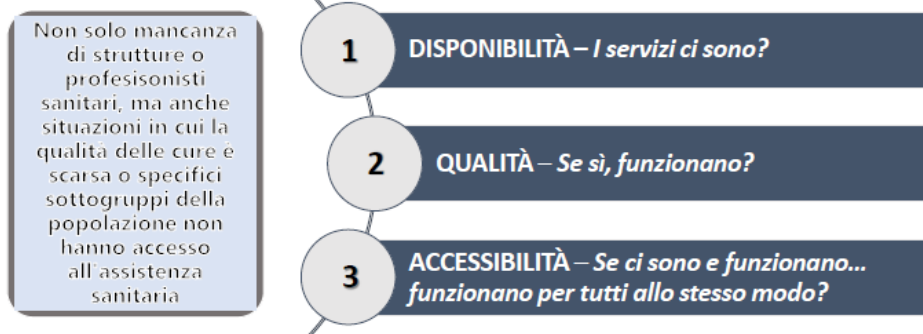 Non solo mancanza
di strutture o
profesisonisti
sanitari, ma anche
situazioni in cui la
qualità delle cure è
scarsa o specifici
sottogruppi della
popolazione non
hanno accesso
all'assistenza
sanitaria
1
DISPONIBILITÀ – I servizi ci sono?
2
QUALITÀ – Se sì, funzionano?
3
ACCESSIBILITÀ – Se ci sono e funzionano...
funzionano per tutti allo stesso modo?